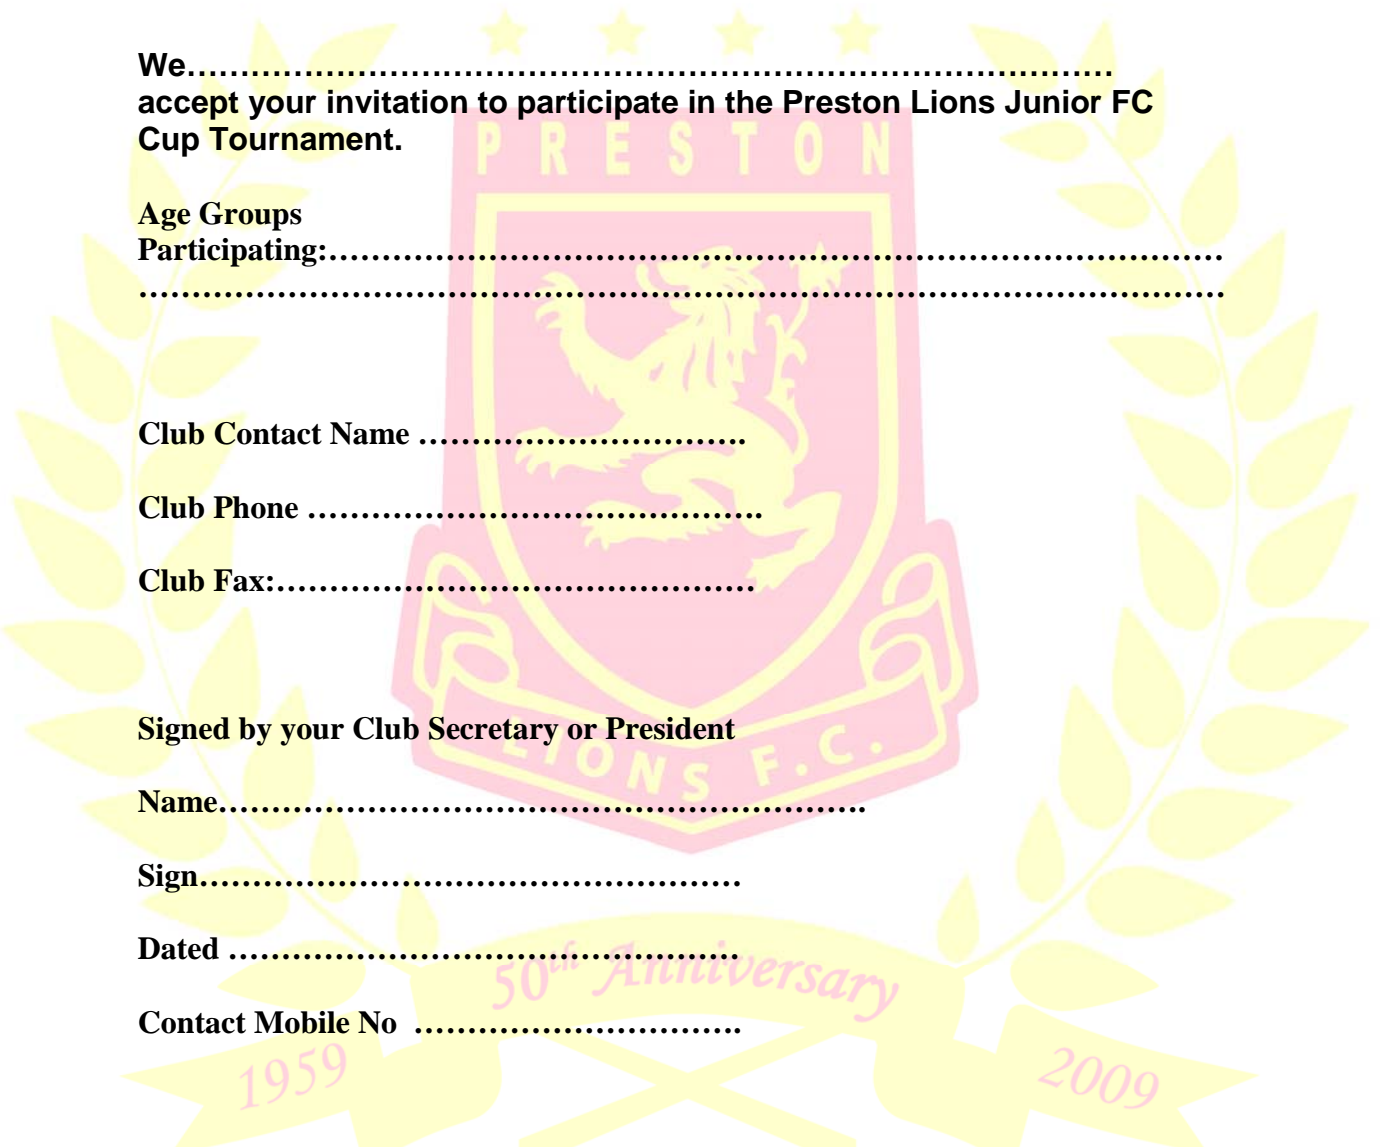 We……………………………………………………………………………
accept your invitation to participate in the Preston Lions Junior FC
Cup Tournament.
PRESTON
Age Groups
Participating:…………………………………………………………………………
…………………………………………………………………………………………
Club Contact Name ………………………….
Club Phone …………………………………….
Club Fax:………………………………………
Signed by your Club Secretary or President
LIONS F.C.
Name…………………………………………………….
Sign……………………………………………
Dated …………………………………………
50th Anniversary
Contact Mobile No ………………………….
1959
2009